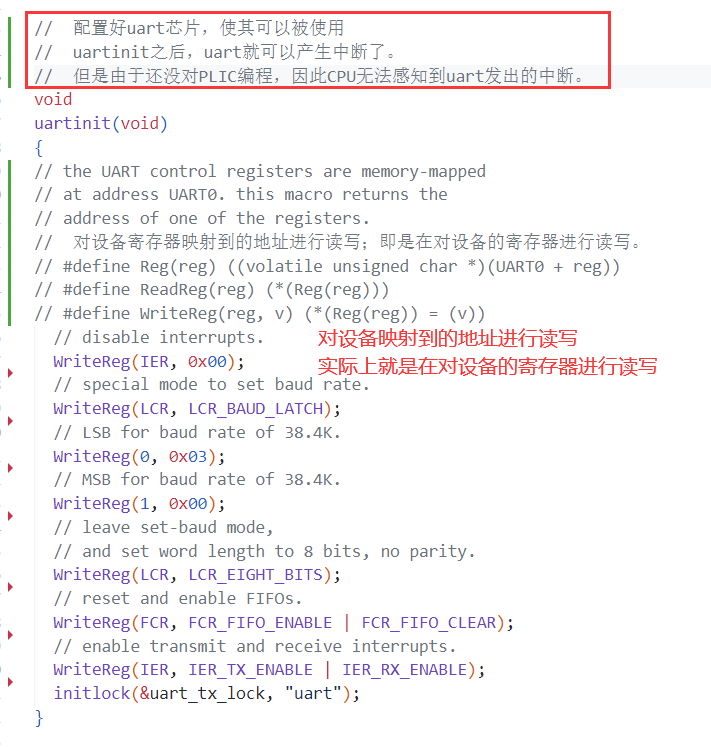 //  配置好uart芯片，使其可以被使用
//  uartinit之后，uart就可以产生中断了。
//  但是由于还没对PLIC编程，因此CPU无法感知到uart发出的中断。
void
uartinit(void)
{
// the UART control registers are memory-mapped
// at address UART0. this macro returns the
// address of one of the registers.
//  对设备寄存器映射到的地址进行读写；即是在对设备的寄存器进行读写。
// #define Reg(reg) ((volatile unsigned char *)(UART0 + reg))
// #define ReadReg(reg) (*(Reg(reg)))
// #define WriteReg(reg, v) (*(Reg(reg)) = (v))
// disable interrupts.
对设备映射到的地址进行读写
WriteReg(IER, 0x00);
实际上就是在对设备的寄存器进行读写
// special mode to set baud rate.
WriteReg(LCR, LCR_BAUD_LATCH);
// LSB for baud rate of 38.4K.
WriteReg(0, 0x03);
// MSB for baud rate of 38.4K.
WriteReg(1, 0x00);
// leave set-baud mode,
// and set word length to 8 bits, no parity.
WriteReg(LCR, LCR_EIGHT_BITS);
// reset and enable FIFOs.
WriteReg(FCR, FCR_FIFO_ENABLE | FCR_FIFO_CLEAR);
// enable transmit and receive interrupts.
WriteReg(IER, IER_TX_ENABLE | IER_RX_ENABLE);
initlock(&uart_tx_lock, "uart");
}